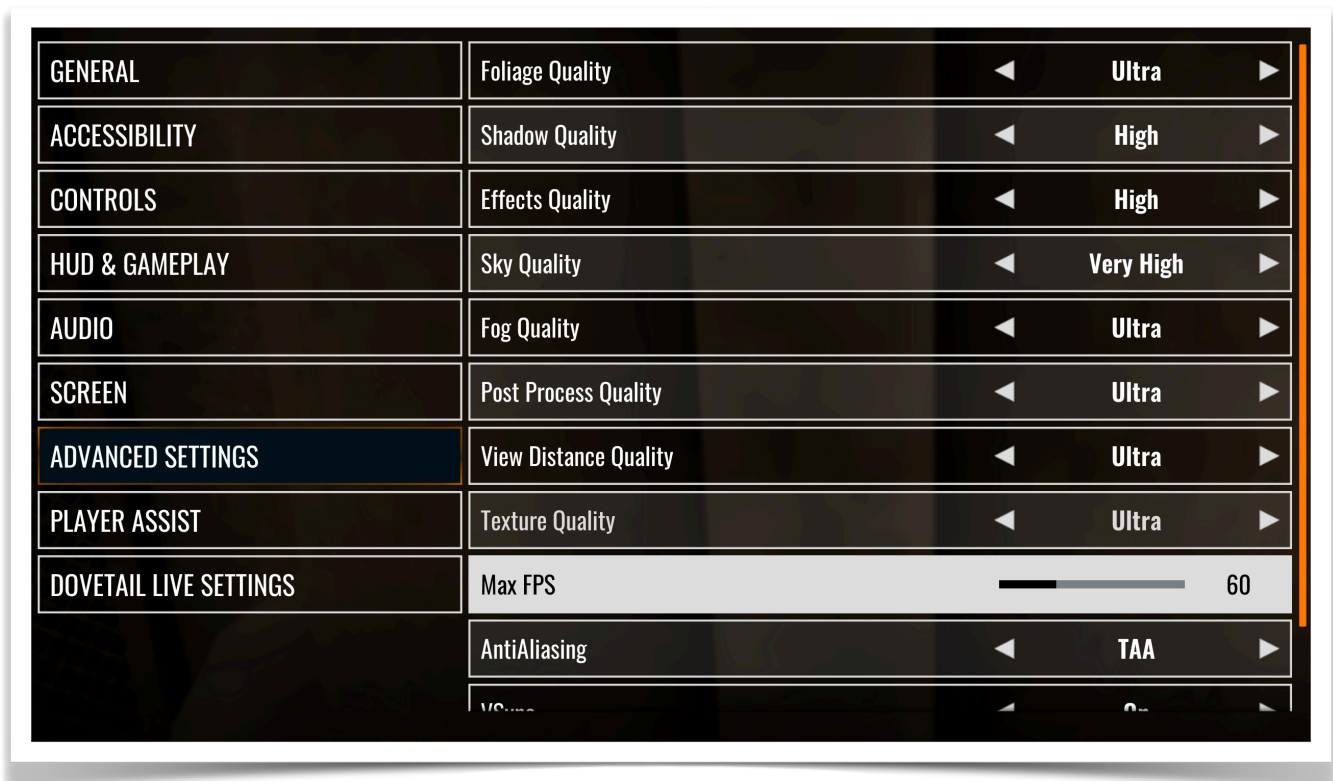 GENERAL
ACCESSIBILITY
CONTROLS
HUD & GAMEPLAY
AUDIO
SCREEN
ADVANCED SETTINGS
PLAYER ASSIST
DOVETAIL LIVE SETTINGS
Foliage Quality Ultra
Shadow Quality High
Effects Quality High
Sky Quality Very High
Fog Quality Ultra
Post Process Quality Ultra
View Distance Quality Ultra
Texture Quality Ultra
Max FPS 60
AntiAliasing TAA
VSync On